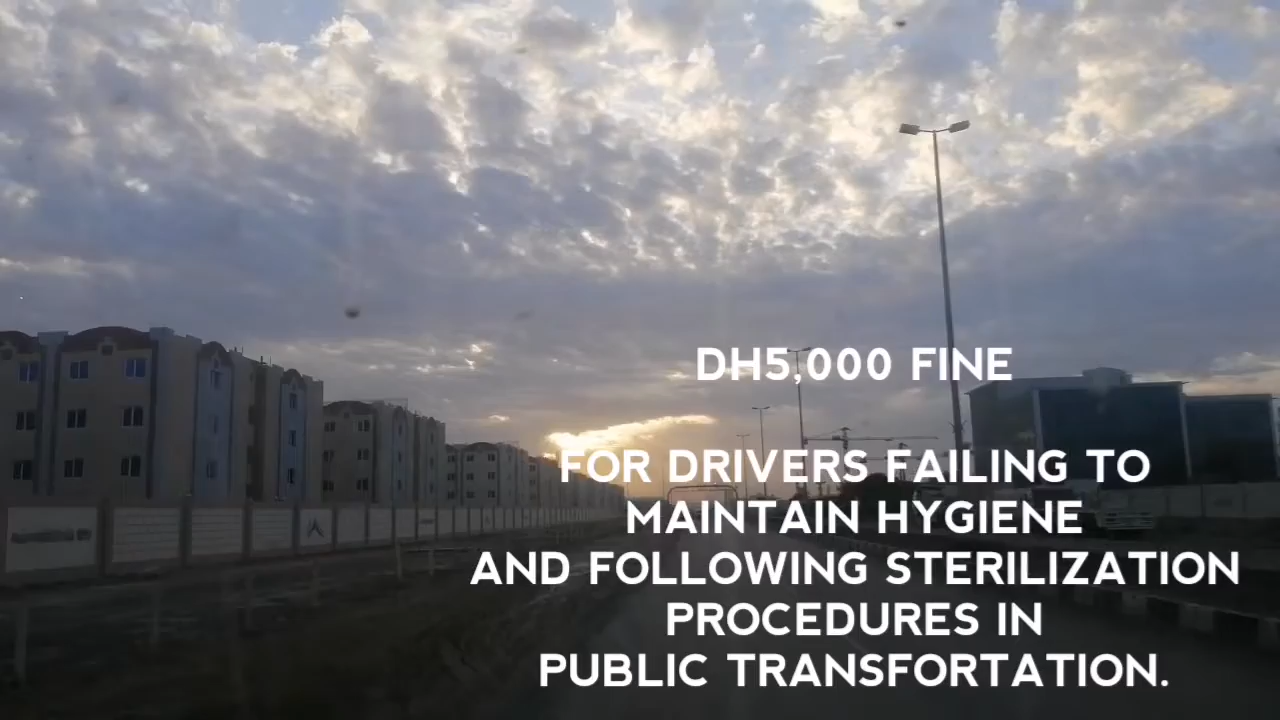 DH5,000 FINE
FOR DRIVERS FAILING TO
MAINTAIN HYGIENE
AND FOLLOWING STERILIZATION
PROCEDURES IN
PUBLIC TRANSFORTATION.